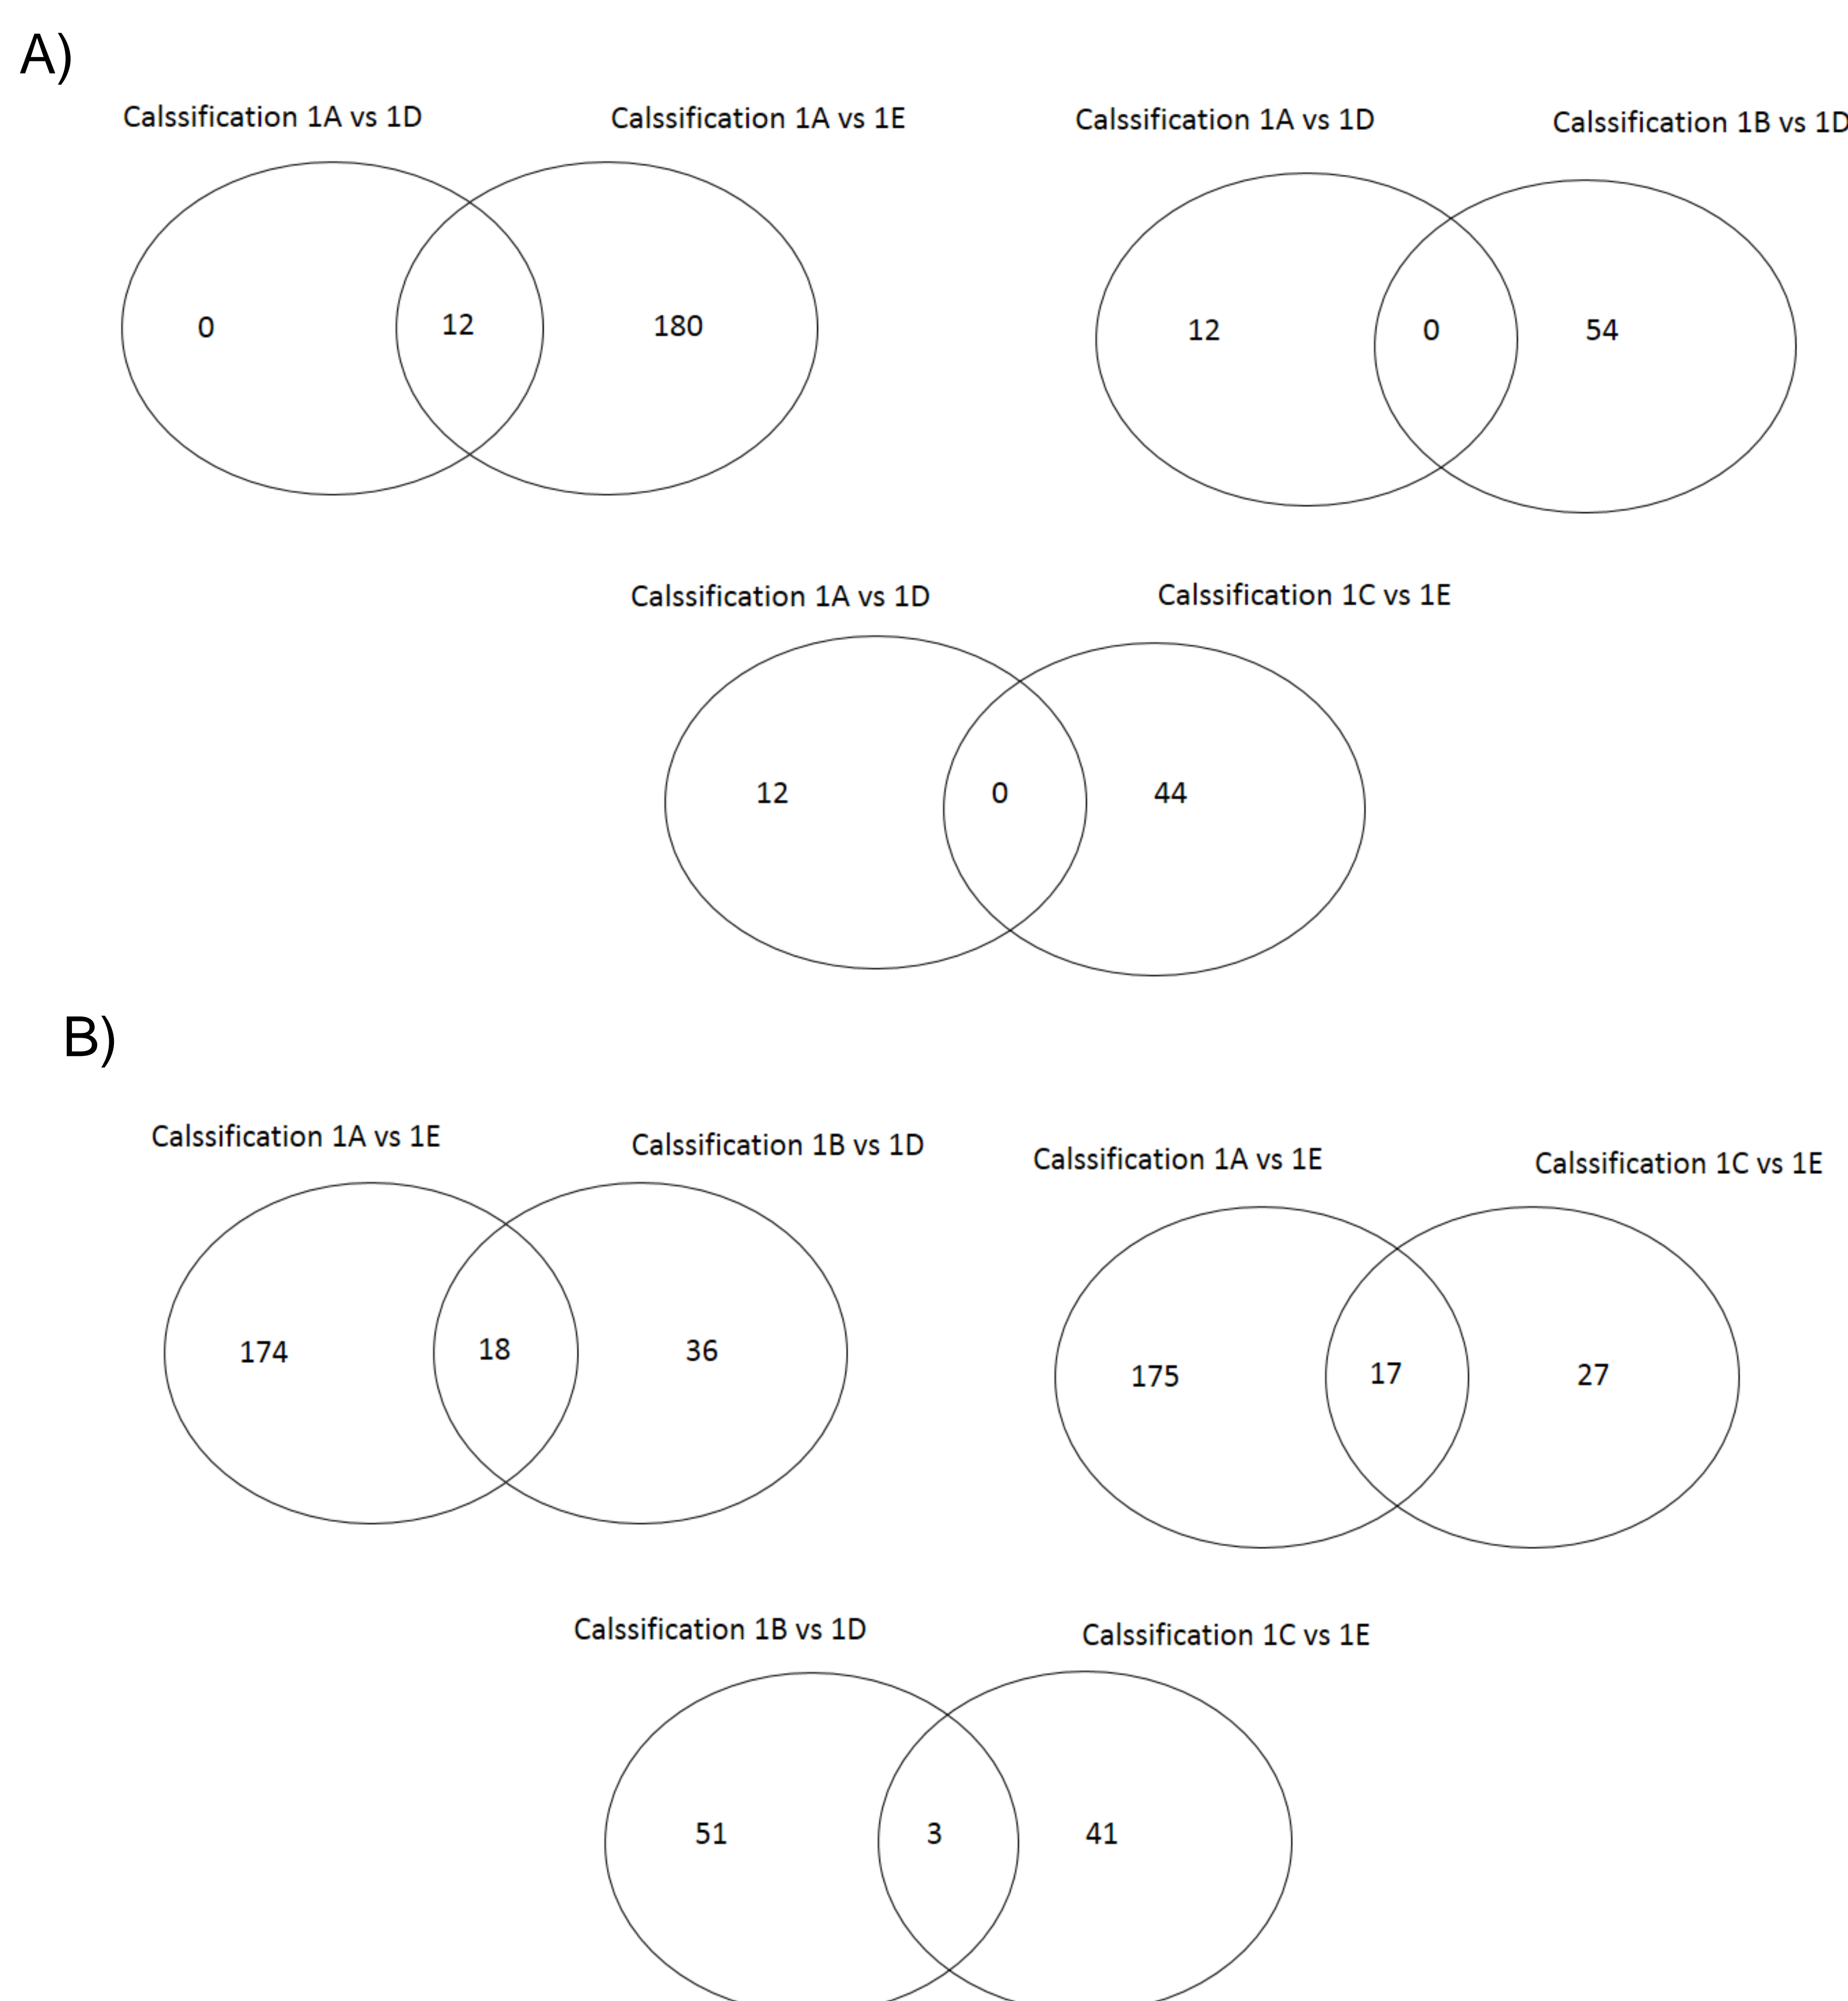 A)
Calssification 1A vs 1D
Calssification 1A vs 1E
0
12
180
Calssification 1A vs 1D
Calssification 1B vs 1D
12
0
54
Calssification 1A vs 1D
Calssification 1C vs 1E
12
0
44
B)
Calssification 1A vs 1E
Calssification 1B vs 1D
174
18
36
Calssification 1A vs 1E
Calssification 1C vs 1E
175
17
27
Calssification 1B vs 1D
Calssification 1C vs 1E
51
3
41